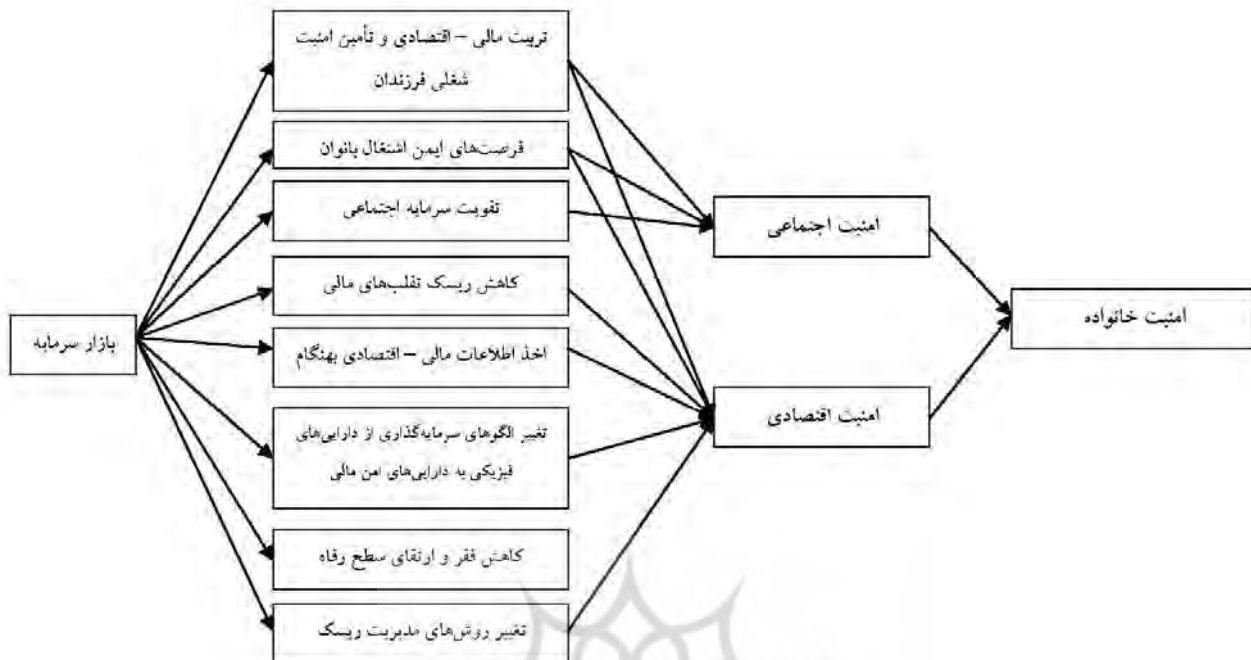 تربیت مالی – اقتصادی و تأمین امنیت
شغلی فرزندان
فرصت‌های ایمن اشتغال بانوان
تقویت سرمایه اجتماعی
امنیت اجتماعی
کاهش ریسک تقلب‌های مالی
امنیت خانواده
بازار سرمایه
اخذ اطلاعات مالی – اقتصادی بهنگام
امنیت اقتصادی
تغییر الگوهای سرمایه‌گذاری از دارایی‌های
فیزیکی به دارایی‌های امن مالی
کاهش فقر و ارتقای سطح رفاه
تغییر روش‌های مدیریت ریسک